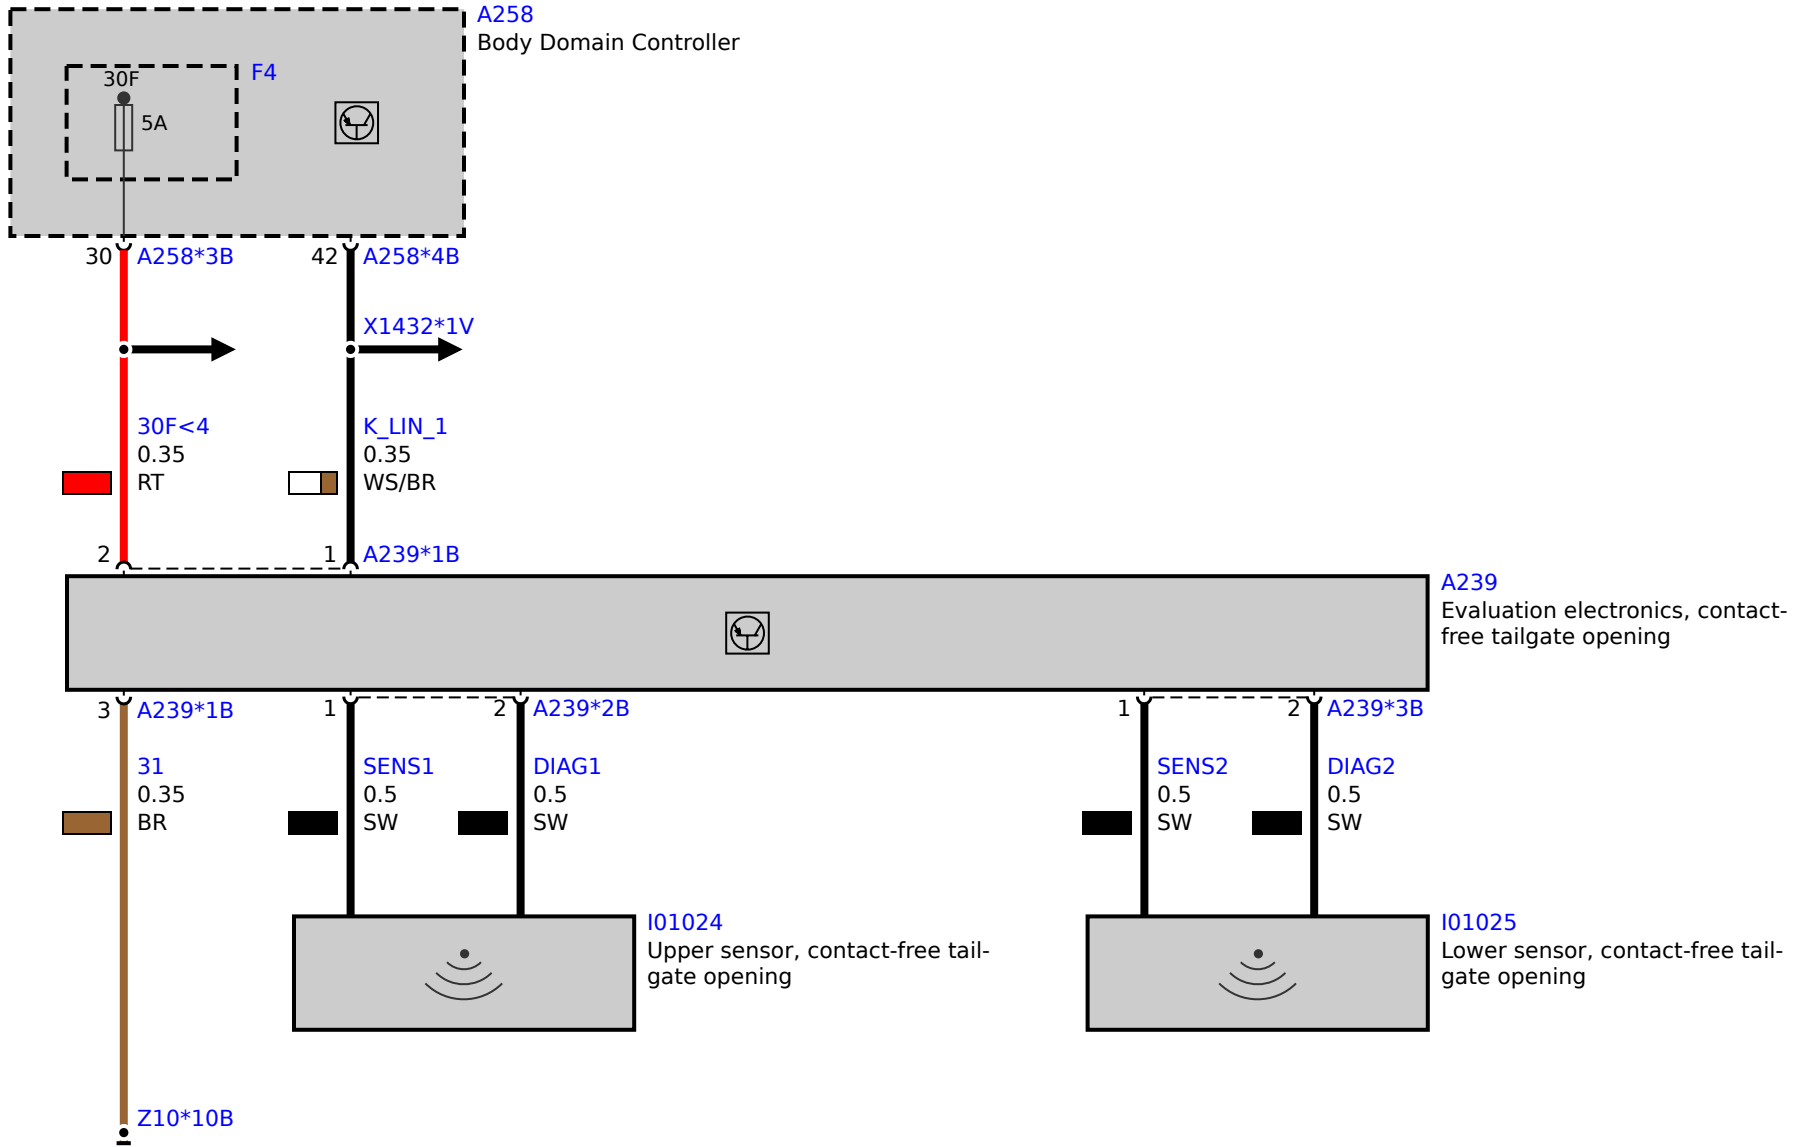 A258
Body Domain Controller
30F
F4
5A
30
A258*3B
42
A258*4B
X1432*1V
30F<4
0.35
RT
K_LIN_1
0.35
WS/BR
2
1
A239*1B
A239
Evaluation electronics, contact-
free tailgate opening
3
A239*1B
1
2
A239*2B
1
2
A239*3B
31
0.35
BR
SENS1
0.5
SW
DIAG1
0.5
SW
SENS2
0.5
SW
DIAG2
0.5
SW
I01024
Upper sensor, contact-free tail-
gate opening
I01025
Lower sensor, contact-free tail-
gate opening
Z10*10B